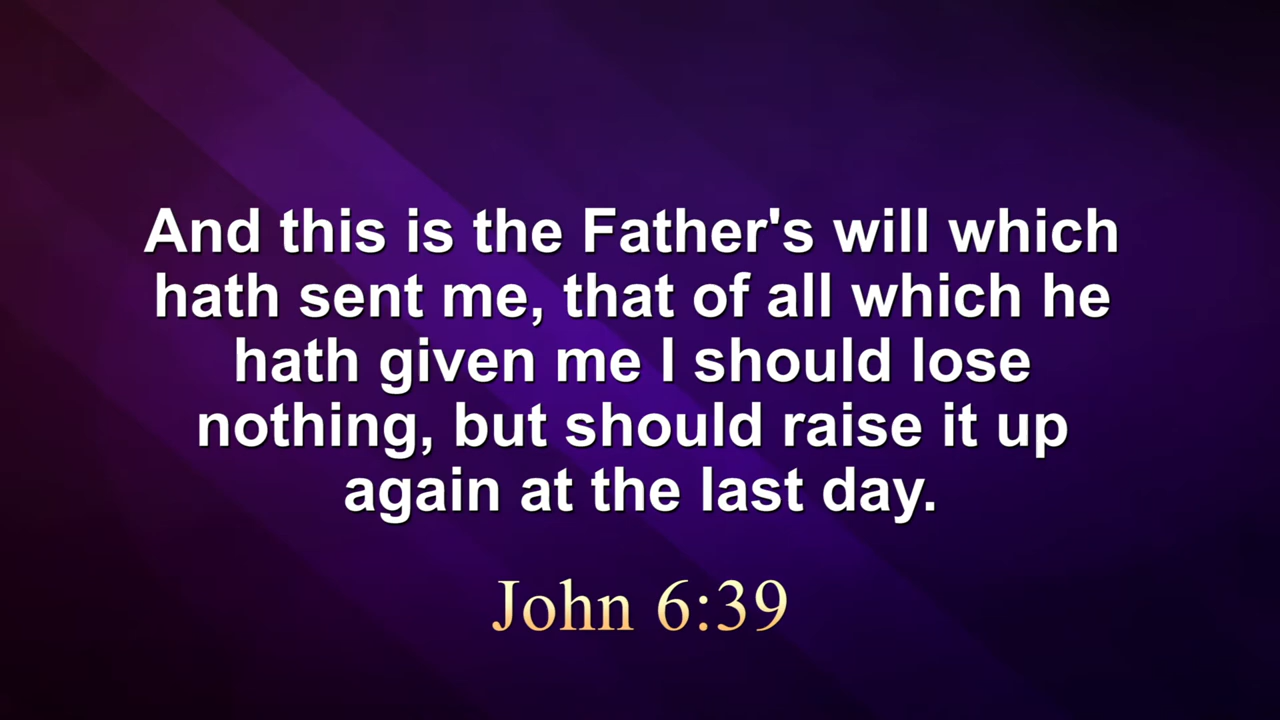 And this is the Father's will which
hath sent me, that of all which he
hath given me I should lose
nothing, but should raise it up
again at the last day.
John 6:39